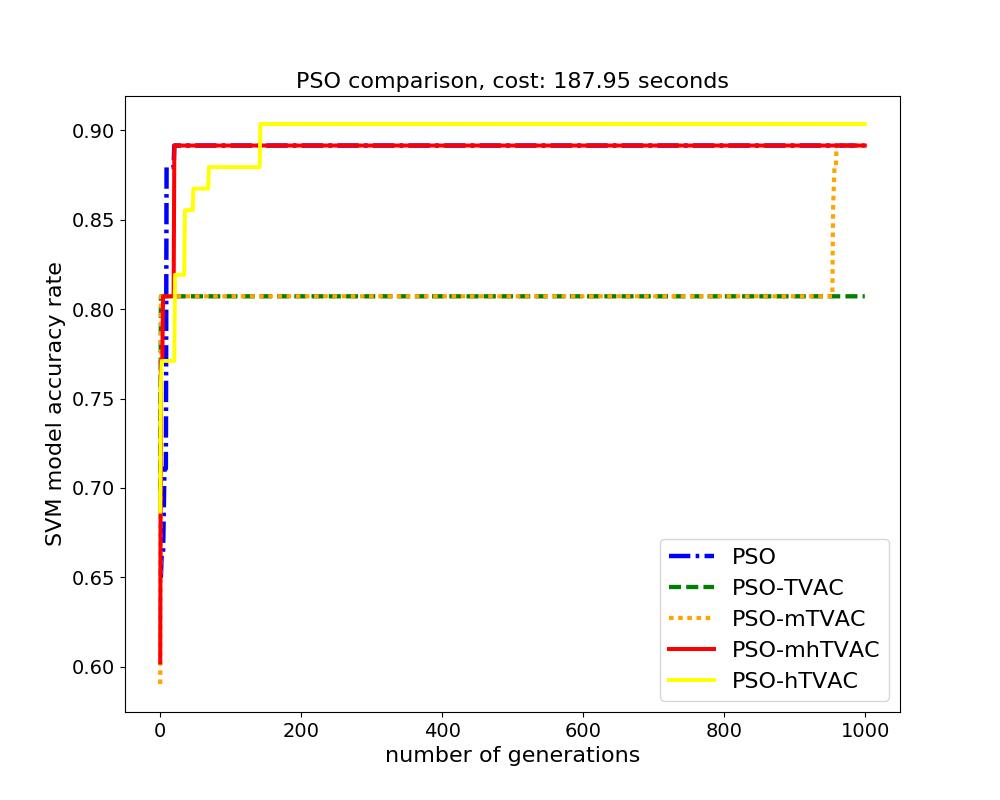 PSO comparison, cost: 187.95 seconds
SVM model accuracy rate
0.90
0.85
0.80
0.75
0.70
0.65
0.60
0
200
400
600
800
1000
number of generations
PSO
PSO-TVAC
PSO-mTVAC
PSO-mhTVAC
PSO-hTVAC